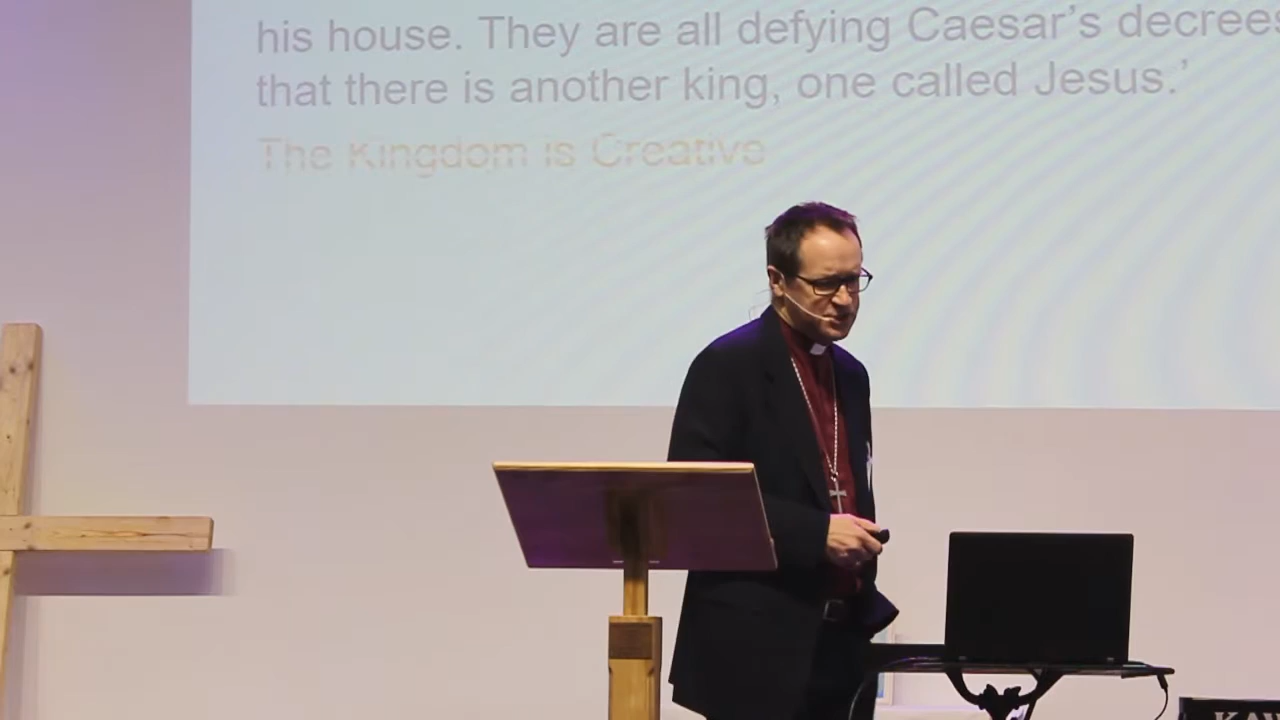 his house. They are all defying Caesar’s decrees
that there is another king, one called Jesus.’
The Kingdom is Creative